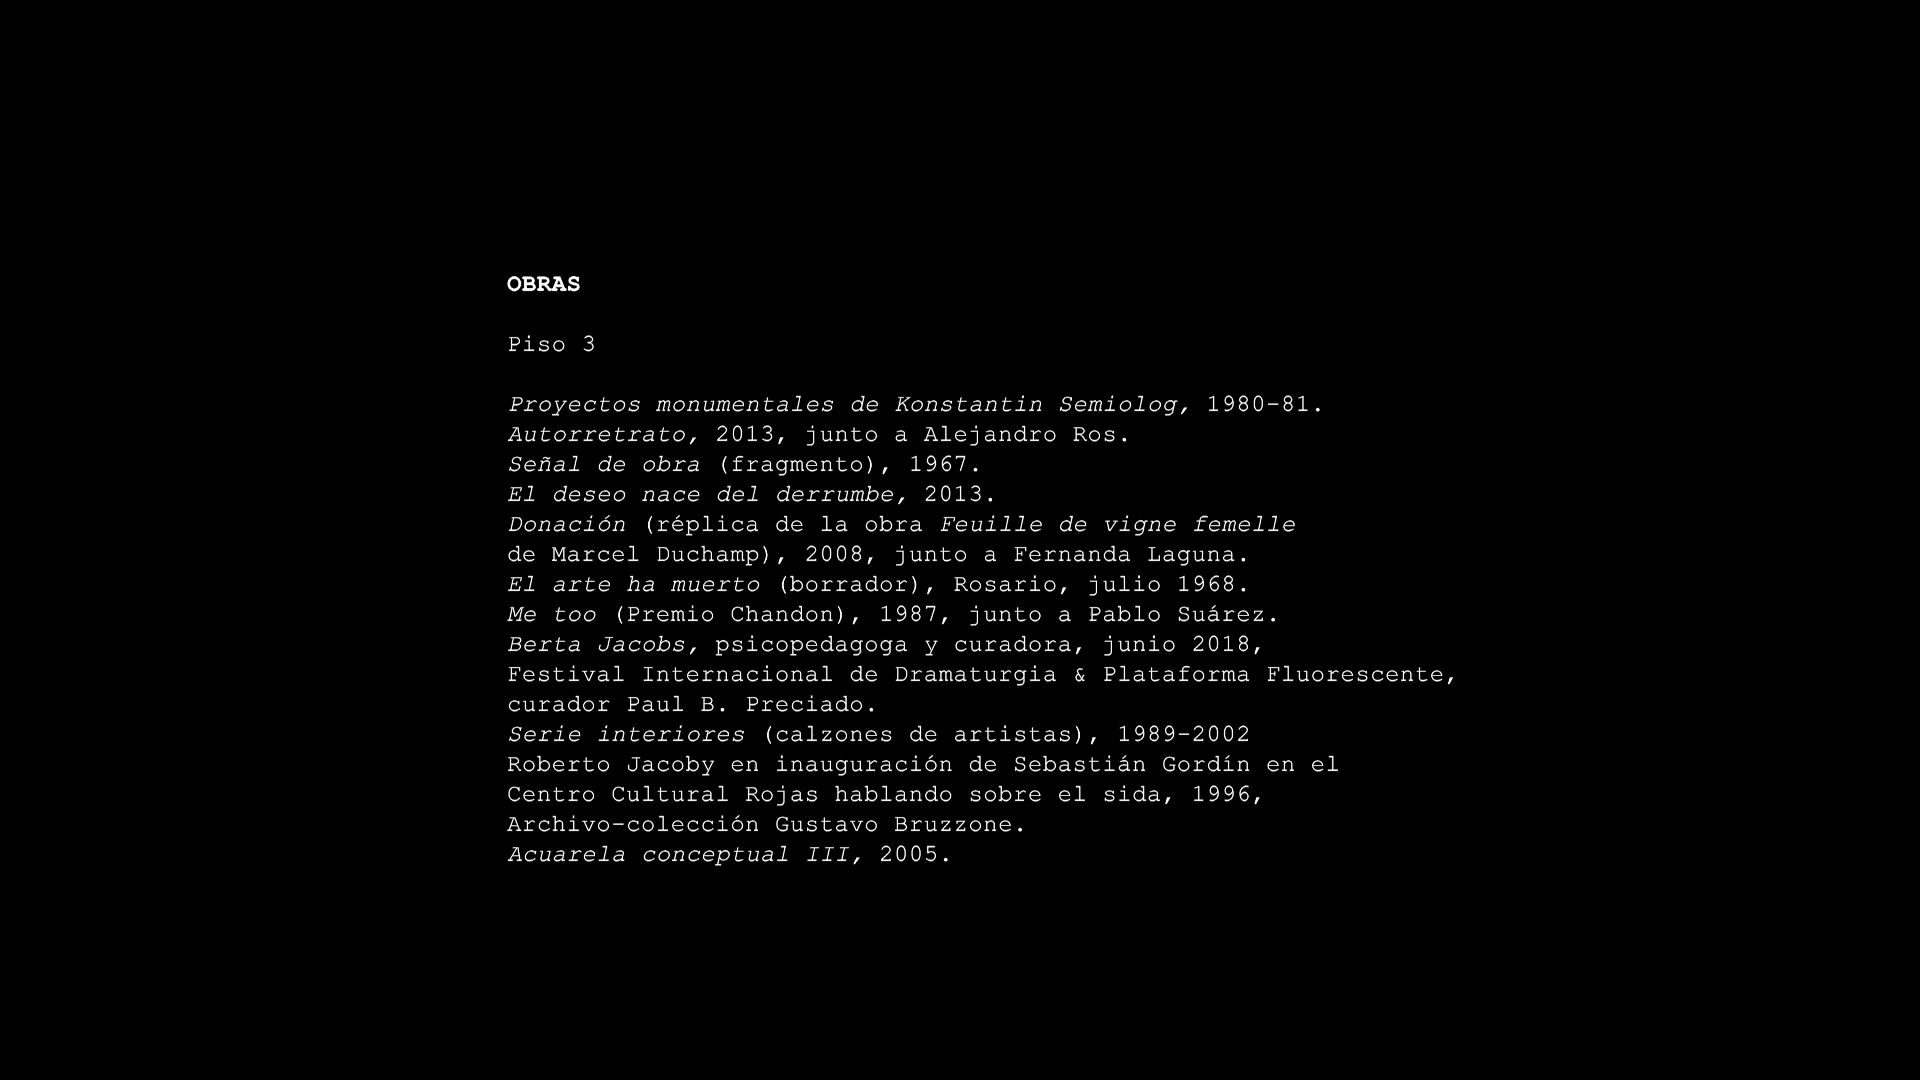 OBRAS
Piso 3
Proyectos monumentales de Konstantin Semiolog, 1980-81.
Autorretrato, 2013, junto a Alejandro Ros.
Señal de obra (fragmento), 1967.
El deseo nace del derrumbe, 2013.
Donación (réplica de la obra Feuille de vigne femelle
de Marcel Duchamp), 2008, junto a Fernanda Laguna.
El arte ha muerto (borrador), Rosario, julio 1968.
Me too (Premio Chandon), 1987, junto a Pablo Suárez.
Berta Jacobs, psicopedagoga y curadora, junio 2018,
Festival Internacional de Dramaturgia & Plataforma Fluorescente,
curador Paul B. Preciado.
Serie interiores (calzones de artistas), 1989-2002
Roberto Jacoby en inauguración de Sebastián Gordín en el
Centro Cultural Rojas hablando sobre el sida, 1996,
Archivo-colección Gustavo Bruzzone.
Acuarela conceptual III, 2005.